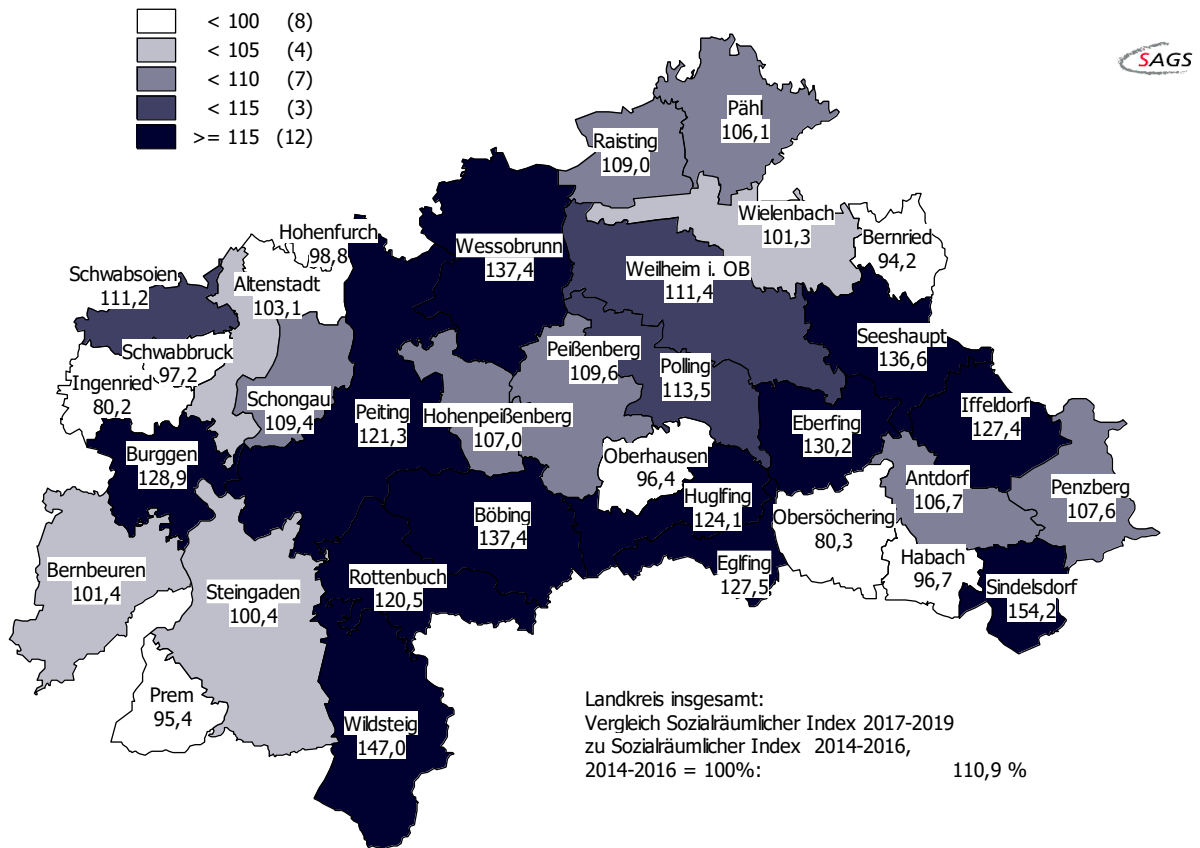 < 100 (8)
< 105 (4)
< 110 (7)
< 115 (3)
>= 115 (12)
SAGS
Pähl
106,1
Raisting
109,0
Wielenbach
101,3
Hohenfurch
98,8
Wessobrunn
137,4
Bernried
94,2
Schwabsoien
111,2
Altenstadt
103,1
Weilheim i. OB
111,4
Seeshaupt
136,6
Schwabbruck
97,2
Peißenberg
109,6
Polling
113,5
Ingenried
80,2
Schongau
109,4
Peiting
121,3
Hohenpeißenberg
107,0
Eberfing
130,2
Iffeldorf
127,4
Burggen
128,9
Oberhausen
96,4
Antdorf
106,7
Penzberg
107,6
Huglfing
124,1
Böbing
137,4
Obersöchering
80,3
Habach
96,7
Eglfing
127,5
Bernbeuren
101,4
Steingaden
100,4
Rottenbuch
120,5
Sindelsdorf
154,2
Prem
95,4
Wildsteig
147,0
Landkreis insgesamt:
Vergleich Sozialräumlicher Index 2017-2019
zu Sozialräumlicher Index 2014-2016,
2014-2016 = 100%: 110,9 %